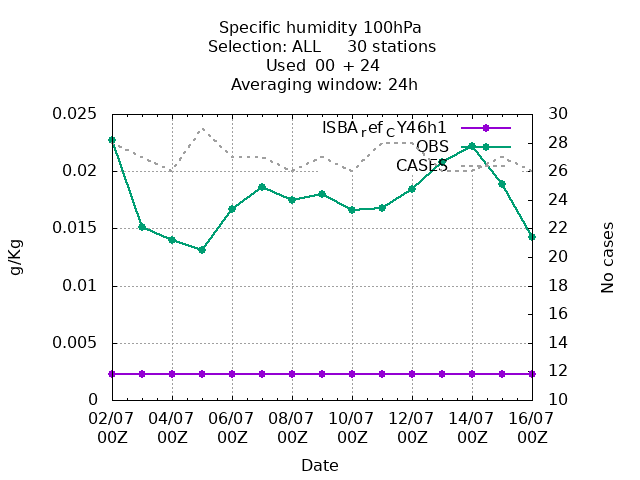 Specific humidity 100hPa
Selection: ALL 30 stations
Used 00 + 24
Averaging window: 24h
0.025
0.02
0.015
0.01
0.005
0
g/Kg
ISBA_ref_CY46h1
OBS
CASES
30
28
26
24
22
20
18
16
14
12
10
No cases
02/07 04/07 06/07 08/07 10/07 12/07 14/07 16/07
00Z 00Z 00Z 00Z 00Z 00Z 00Z 00Z
Date